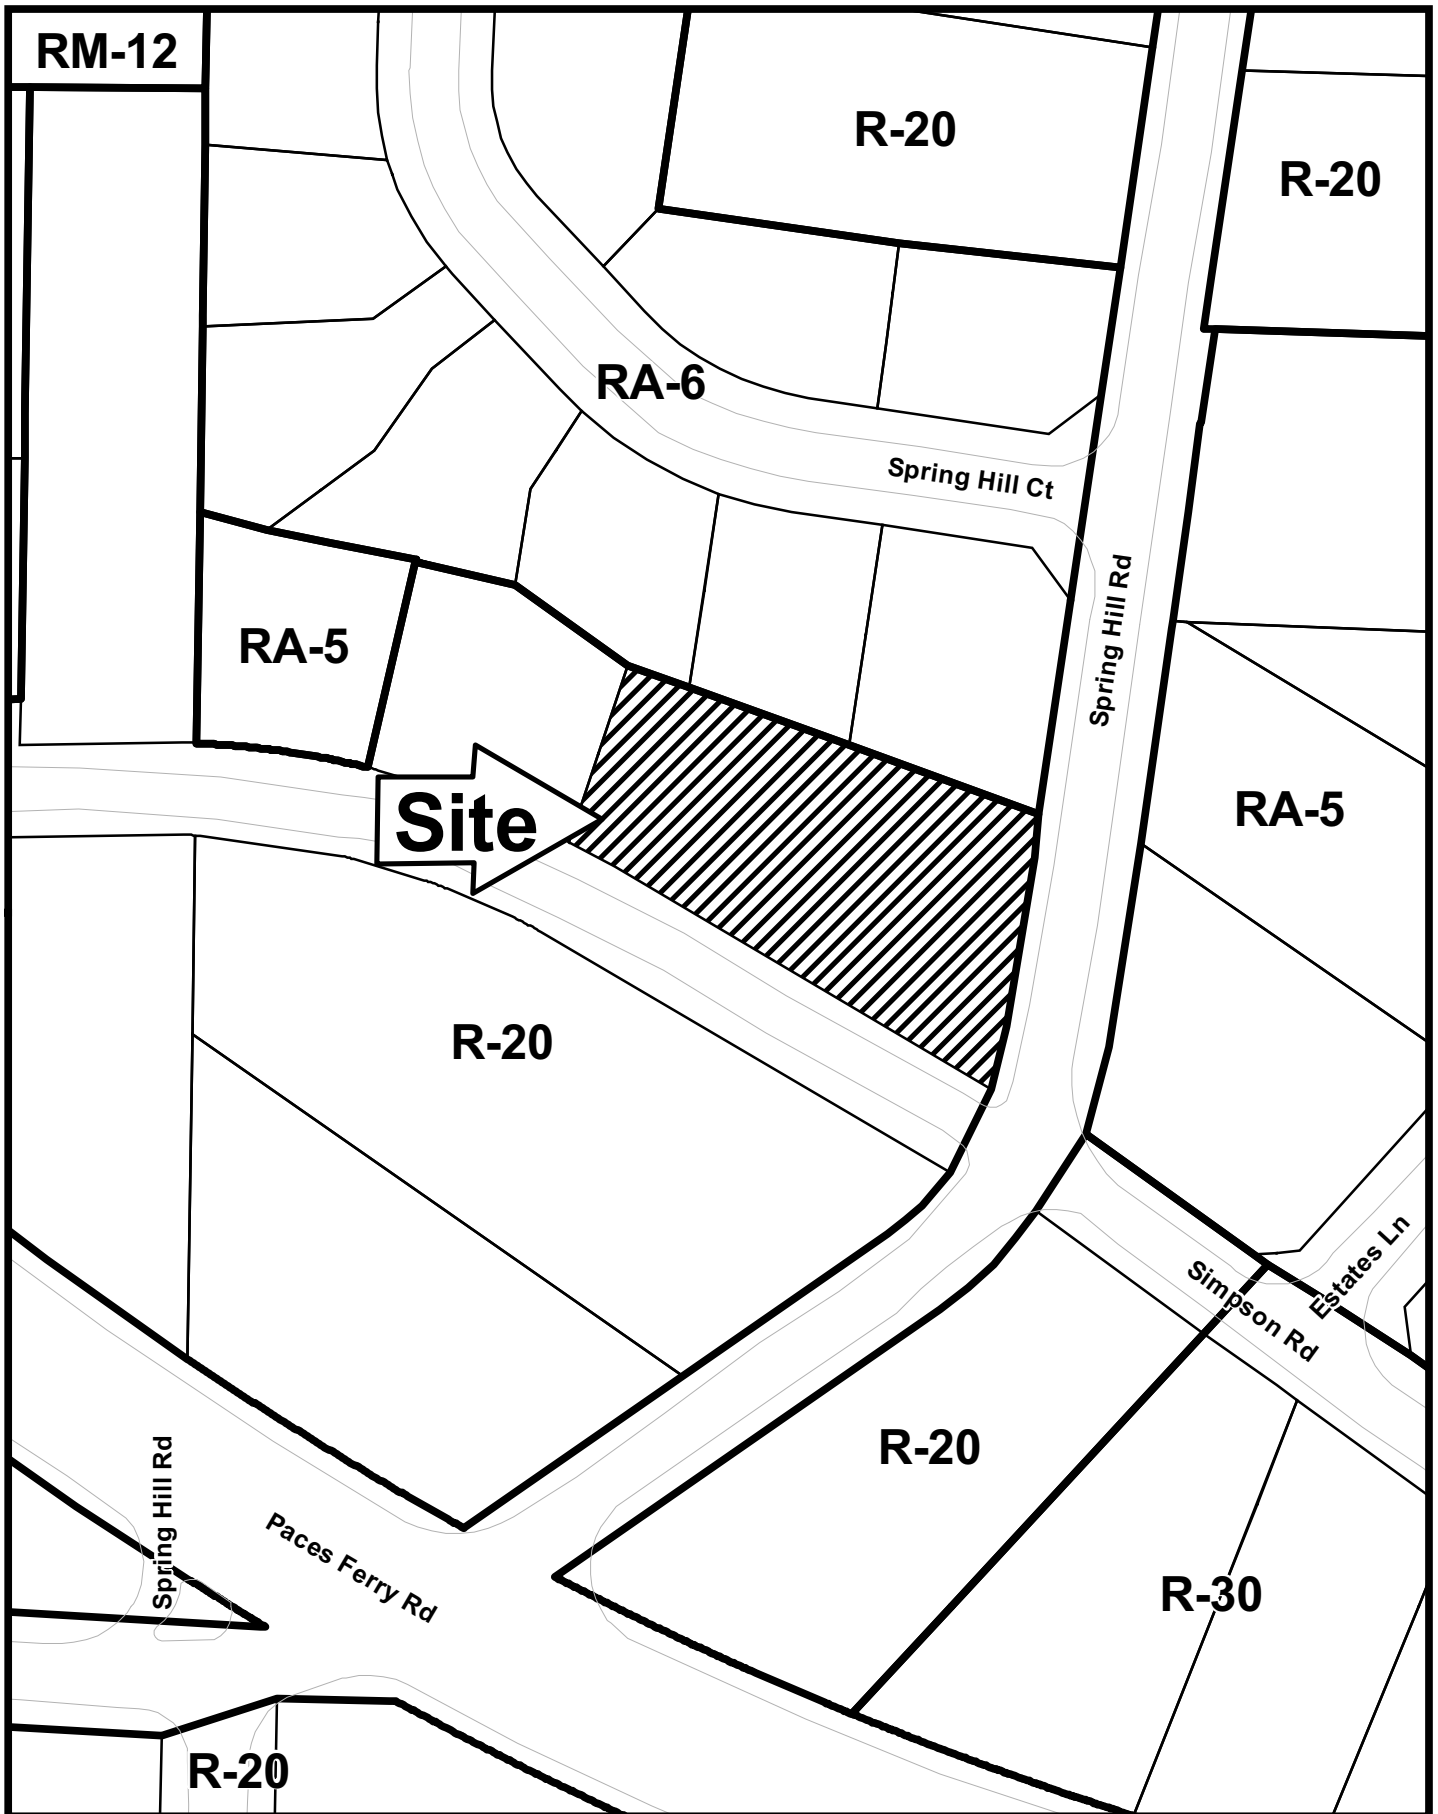 RM-12
R-20
R-20
RA-6
Spring Hill Ct
Spring Hill Rd
RA-5
RA-5
Site
R-20
Estates Ln
Simpson Rd
R-20
Spring Hill Rd
Paces Ferry Rd
R-30
R-20